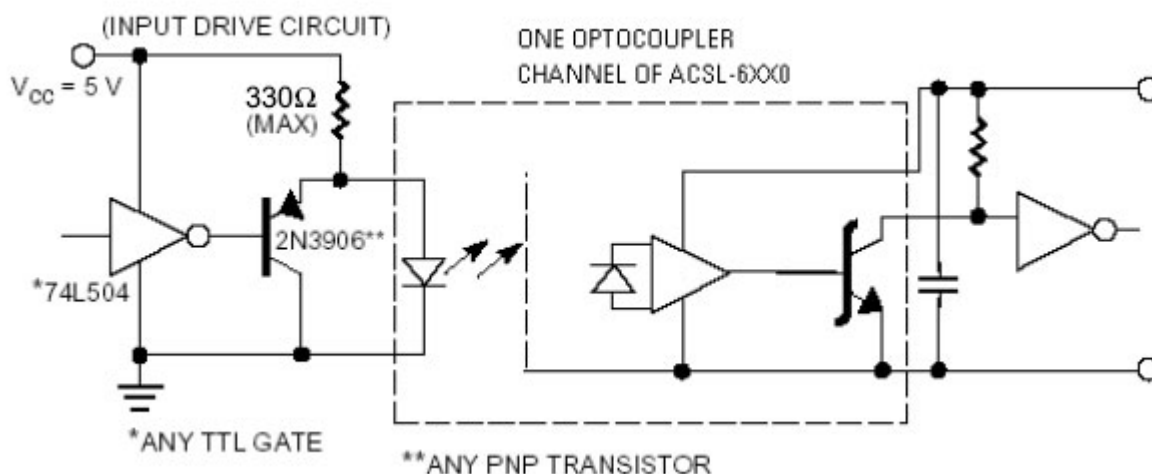 (INPUT DRIVE CIRCUIT)
VCC = 5 V
330Ω
(MAX)
ONE OPTOCOUPLER
CHANNEL OF ACSL-6XX0
2N3906**
*74L504
*ANY TTL GATE
**ANY PNP TRANSISTOR